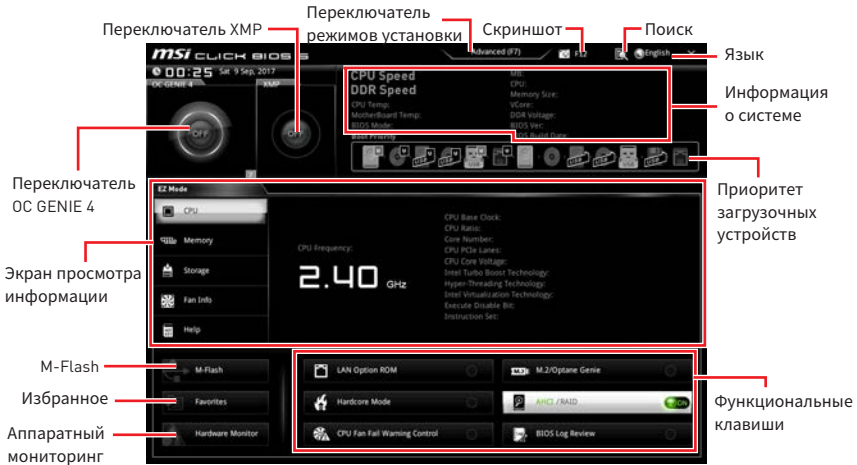 Переключатель XMP
Переключатель
режимов установки
Скриншот
Поиск
Язык
Информация
о системе
Приоритет
загрузочных
устройств
Функциональные
клавиши
Переключатель
OC GENIE 4
Экран просмотра
информации
M-Flash
Избранное
Аппаратный
мониторинг
msi CLICK BIOS 5
Advanced (F7)
F12
English
00:25 Sat 9 Sep, 2017
OC GENIE 4
XMP
OFF
OFF
CPU Speed
DDR Speed
CPU Temp:
MotherBoard Temp:
BIOS Mode:
Boot Priority
MB:
CPU:
Memory Size:
VCore:
DDR Voltage:
BIOS Ver:
BIOS Build Date:
EZ Mode
CPU
Memory
Storage
Fan Info
Help
CPU Frequency:
2.40 GHz
CPU Base Clock:
CPU Ratio:
Core Number:
CPU PCIe Lanes:
CPU Core Voltage:
Intel Turbo Boost Technology:
Hyper-Threading Technology:
Intel Virtualization Technology:
Execute Disable Bit:
Instruction Set:
M-Flash
Favorites
Hardware Monitor
LAN Option ROM
Hardcore Mode
CPU Fan Fail Warning Control
M.2/Optane Genie
AHCI /RAID
ON
BIOS Log Review